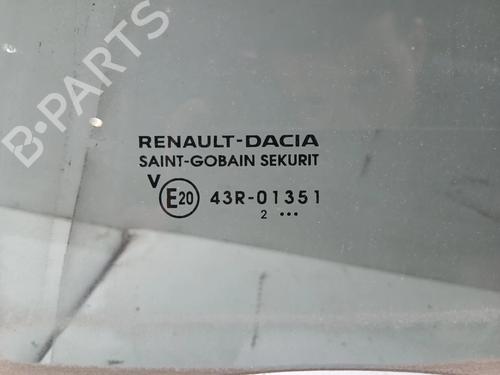 B-PARTS
RENAULT-DACIA
SAINT-GOBAIN SEKURIT
V
E20 43R-01351
2 •••